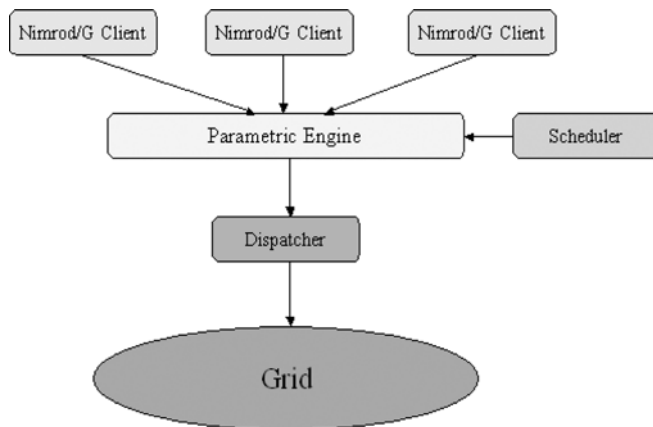 Nimrod/G Client
Nimrod/G Client
Nimrod/G Client
Parametric Engine
Scheduler
Dispatcher
Grid